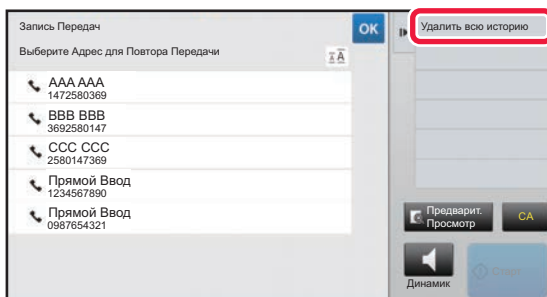 Запись Передач
OK
Удалить всю историю
Выберите Адрес для Повтора Передачи
AAA AAA
1472580369
BBB BBB
3692580147
CCC CCC
2580147369
Прямой Ввод
1234567890
Прямой Ввод
0987654321
Предварит.
Просмотр
CA
Динамик
Старт